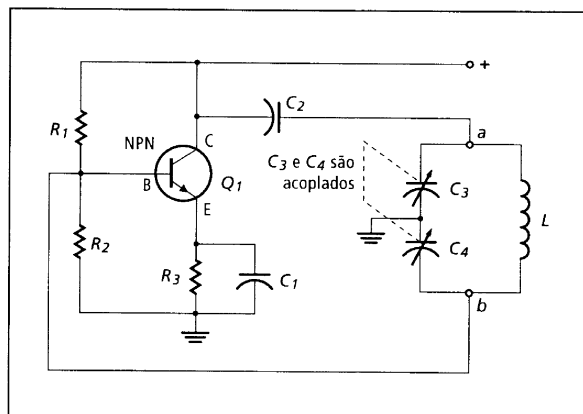 +
C2
a
R1
NPN
C
B
Q1
E
C3 e C4 são
acoplados
C3
C4
L
R2
R3
C1
b